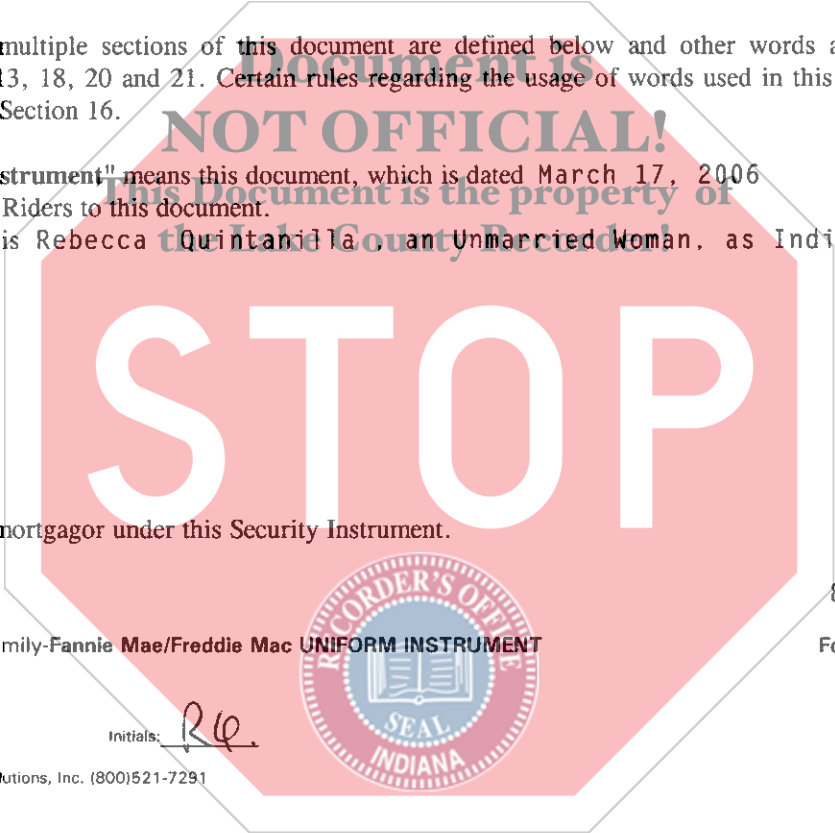 multiple sections of this document are defined below and other words a
Document is
13, 18, 20 and 21. Certain rules regarding the usage of words used in this
Section 16.
NOT OFFICIAL!
strument" means this document, which is dated March 17, 2006
This Document is the property of
Riders to this document.
is Rebecca Quintanilla , an Unmarried Woman, as Indi
the Lake County Recorder!
STOP
mortgagor under this Security Instrument.
RECORDER'S OFFICE
mily-Fannie Mae/Freddie Mac UNIFORM INSTRUMENT
Fo
SEAL
Initials: RQ.
INDIANA
lutions, Inc. (800)521-7291